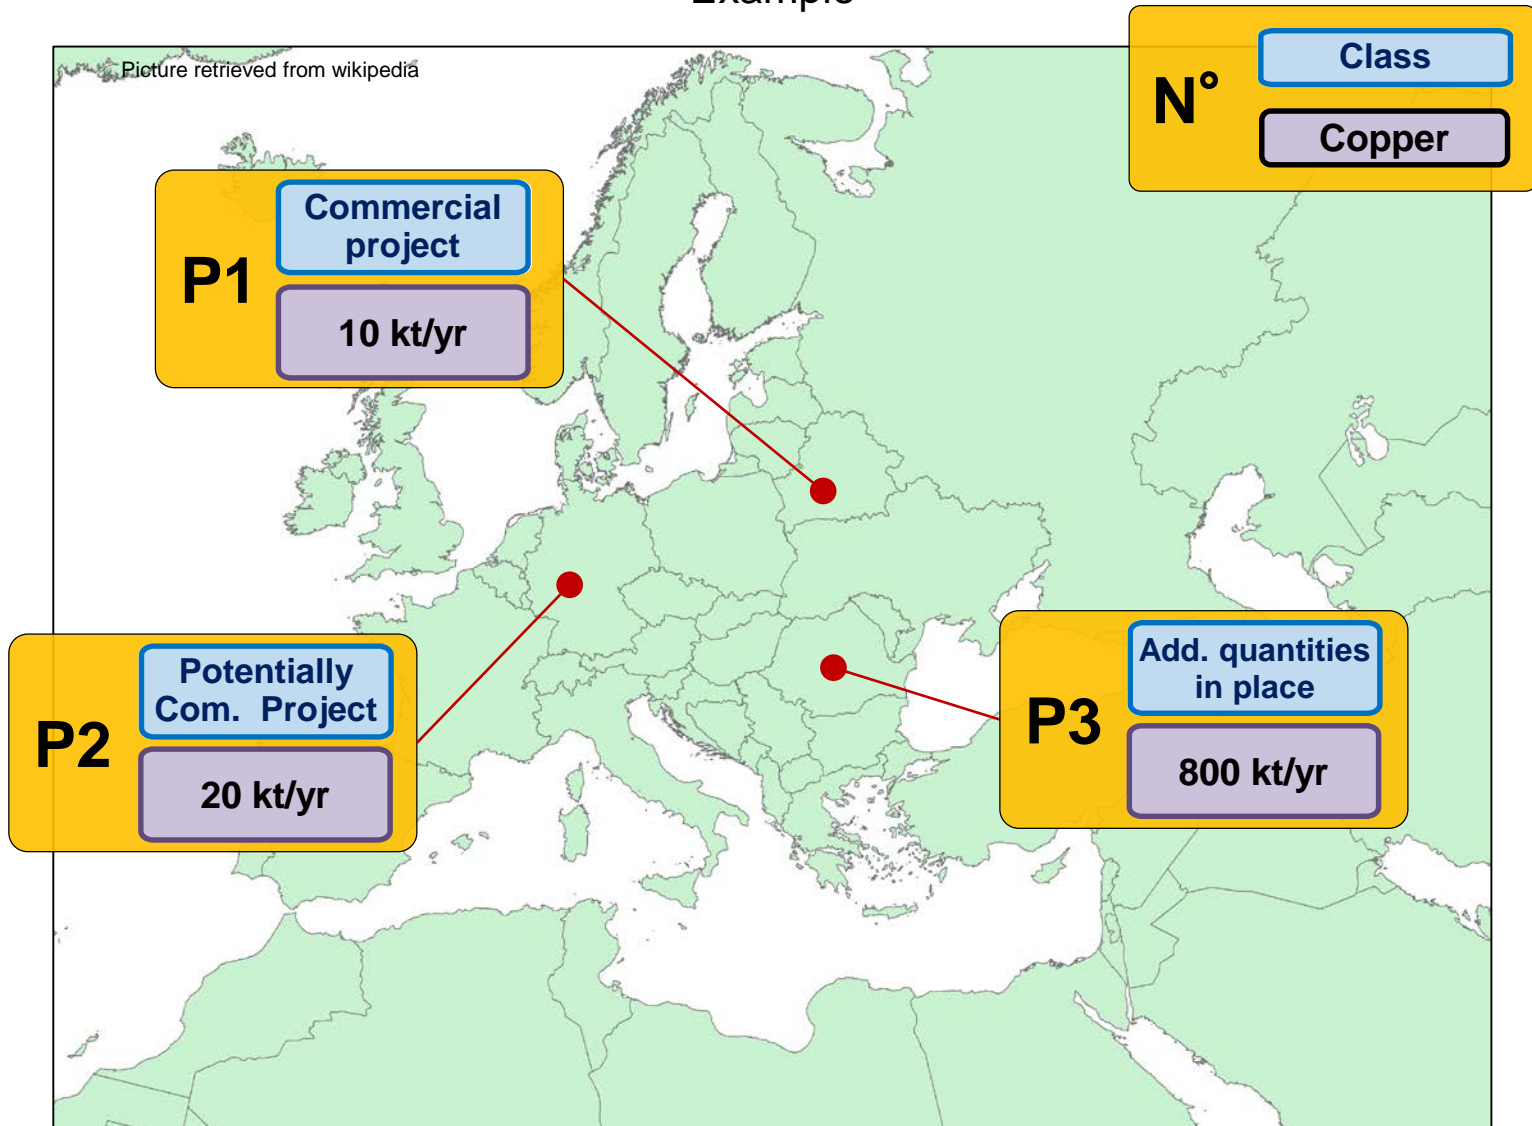 Example
Picture retrieved from wikipedia
N°
Class
Copper
P1
Commercial
project
10 kt/yr
P2
Potentially
Com. Project
20 kt/yr
P3
Add. quantities
in place
800 kt/yr